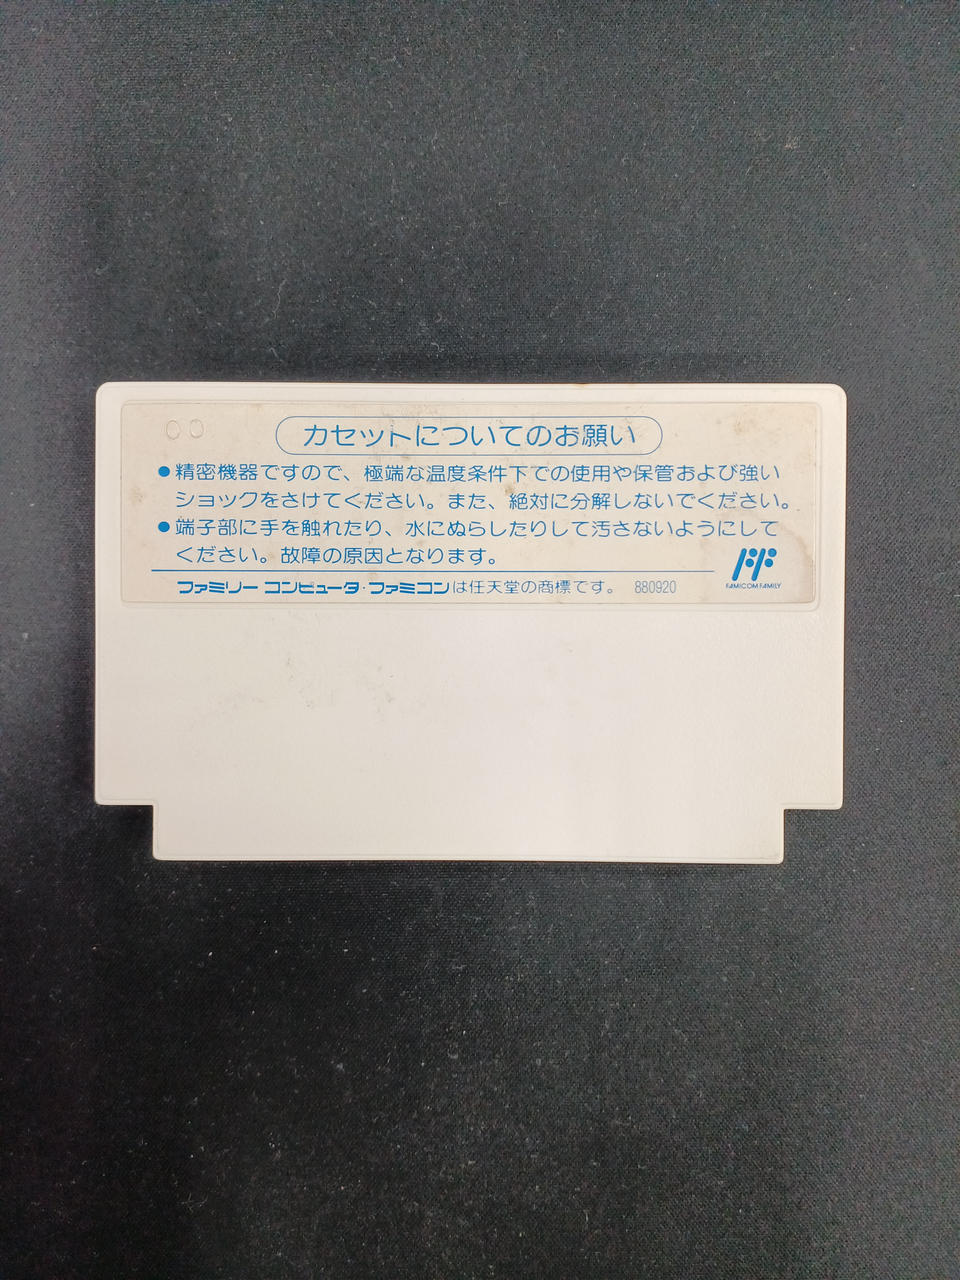 00
カセットについてのお願い
●精密機器ですので、極端な温度条件下での使用や保管および強い
ショックをさけてください。また、絶対に分解しないでください。
●端子部に手を触れたり、水にぬらしたりして汚さないようにして
ください。故障の原因となります。
ファミリーコンピュータ・ファミコンは任天堂の商標です。 880920
FAMICOM FAMILY